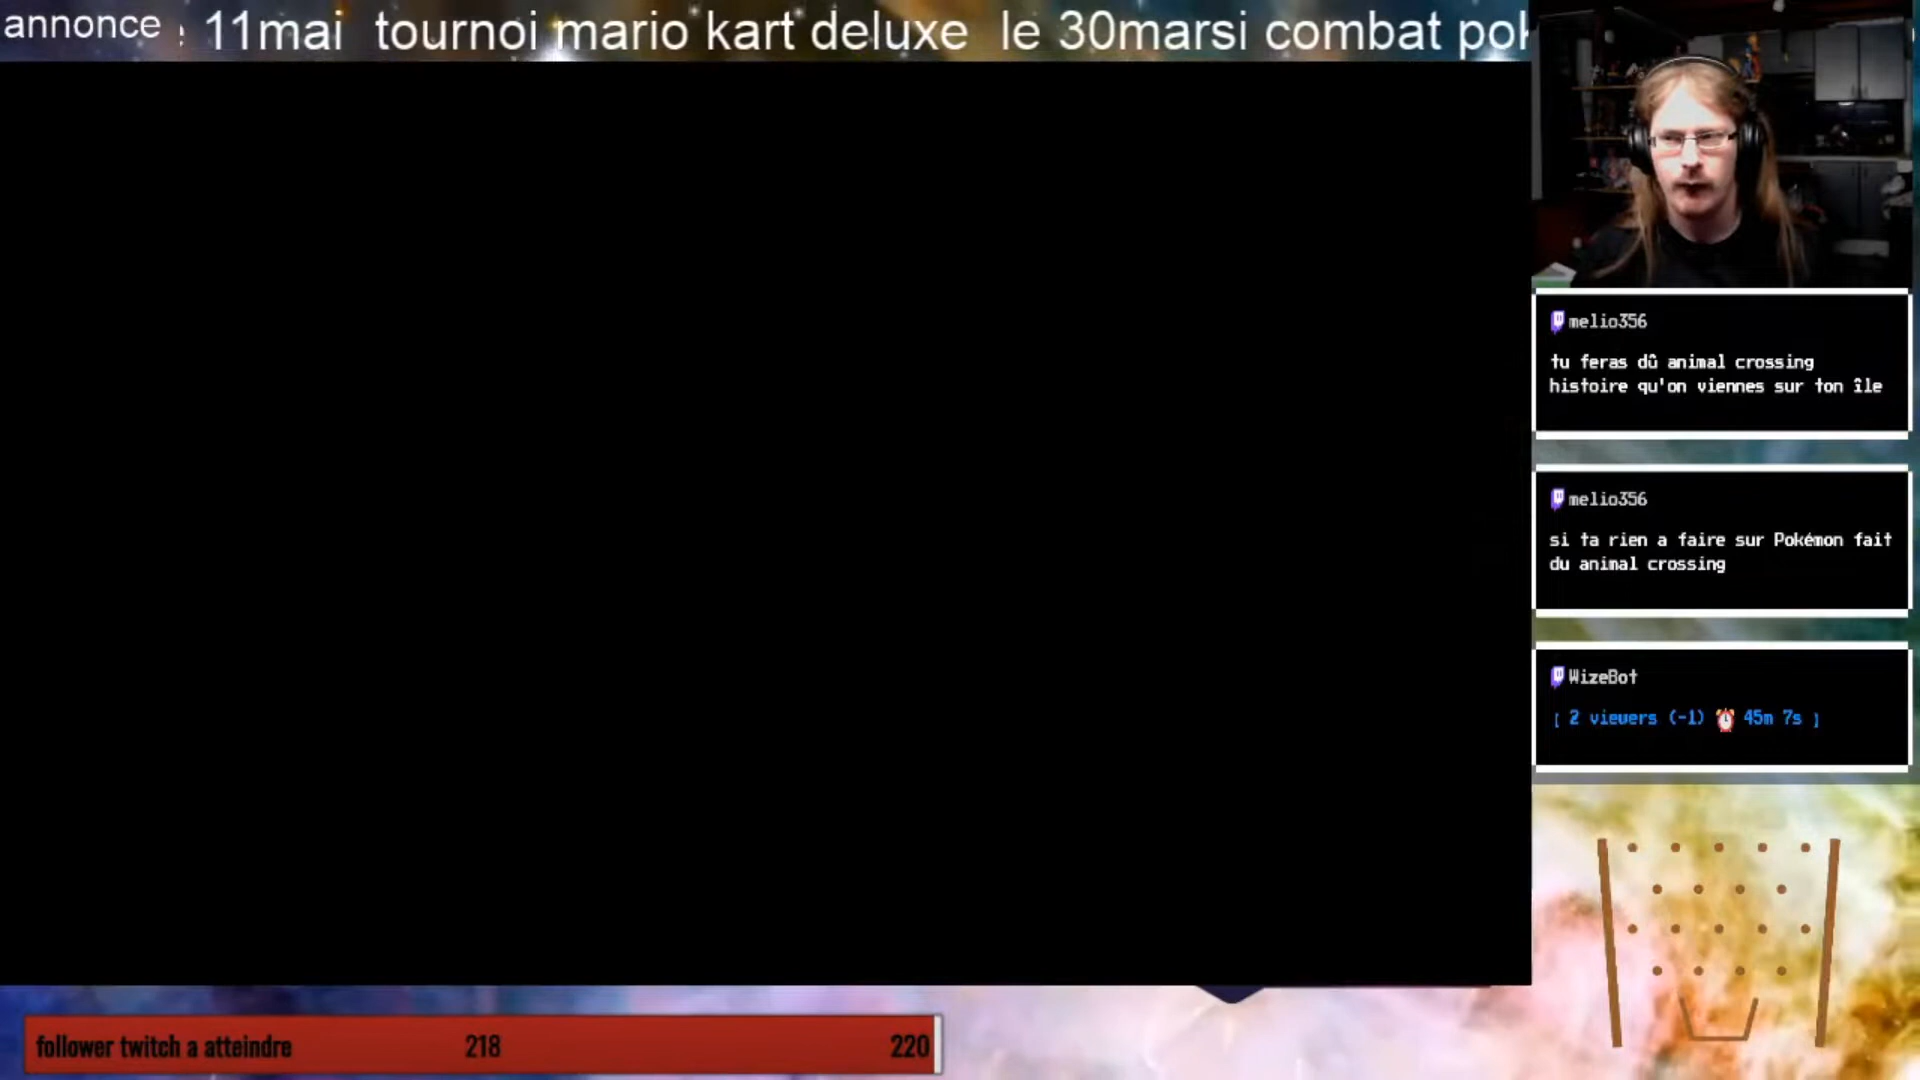 annonce : 11mai tournoi mario kart deluxe le 30marsi combat pok
melio356
tu feras dû animal crossing
histoire qu'on viennes sur ton île
melio356
si ta rien a faire sur Pokémon fait
du animal crossing
WizeBot
[ 2 viewers (-1) ⏰ 45m 7s ]
follower twitch a atteindre 218 220